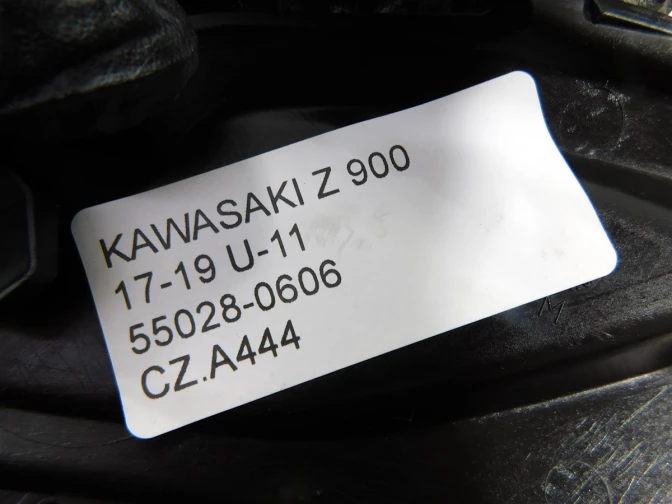 KAWASAKI Z 900
17-19 U-11
55028-0606
CZ.A444